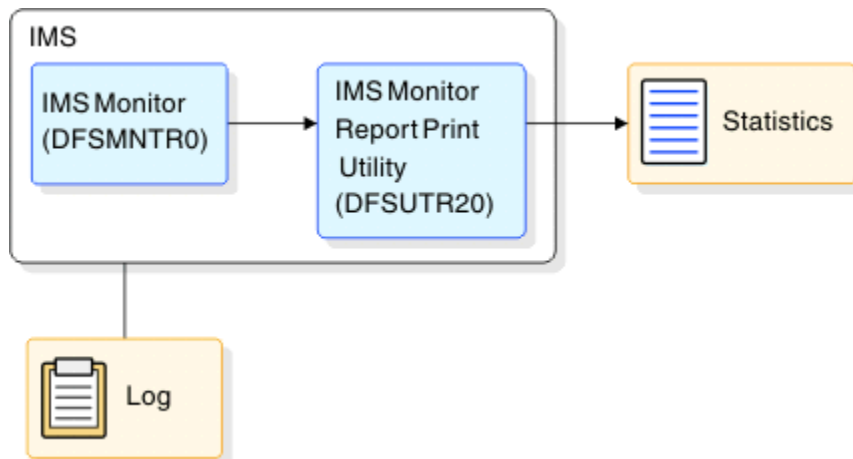 IMS
IMS Monitor
(DFSMNTR0)
IMS Monitor
Report Print
Utility
(DFSUTR20)
Statistics
Log